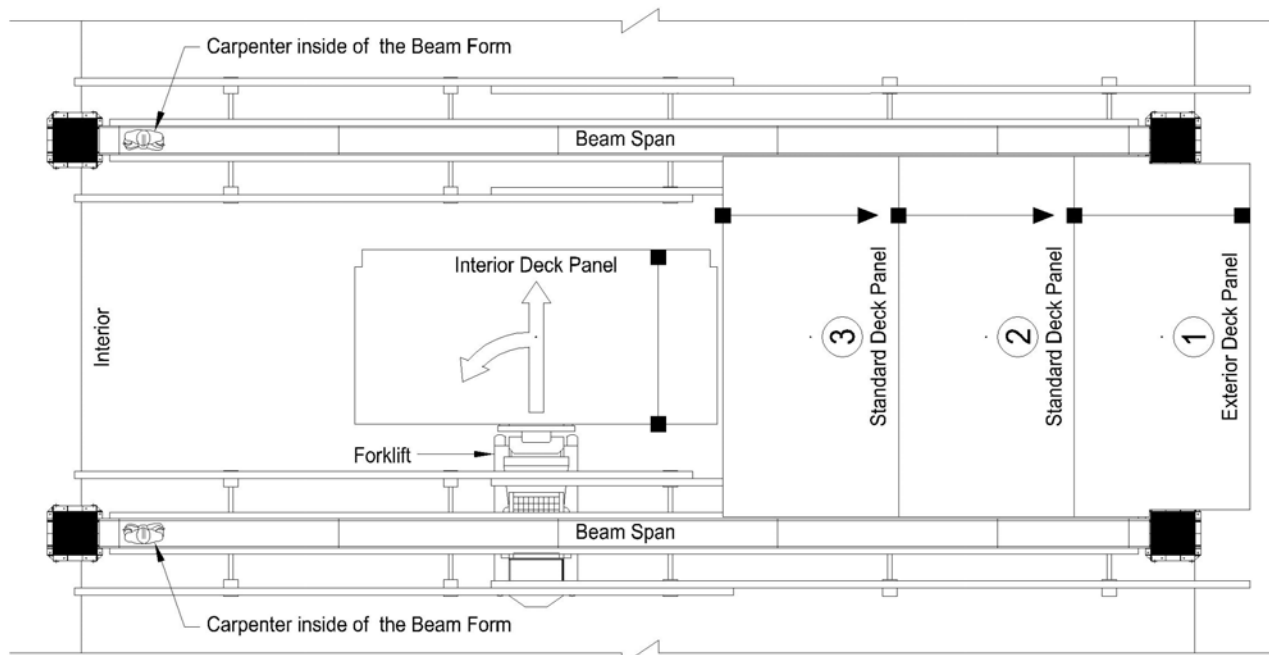 Carpenter inside of the Beam Form
Beam Span
Interior Deck Panel
Interior
3
Standard Deck Panel
2
Standard Deck Panel
1
Exterior Deck Panel
Forklift
Beam Span
Carpenter inside of the Beam Form